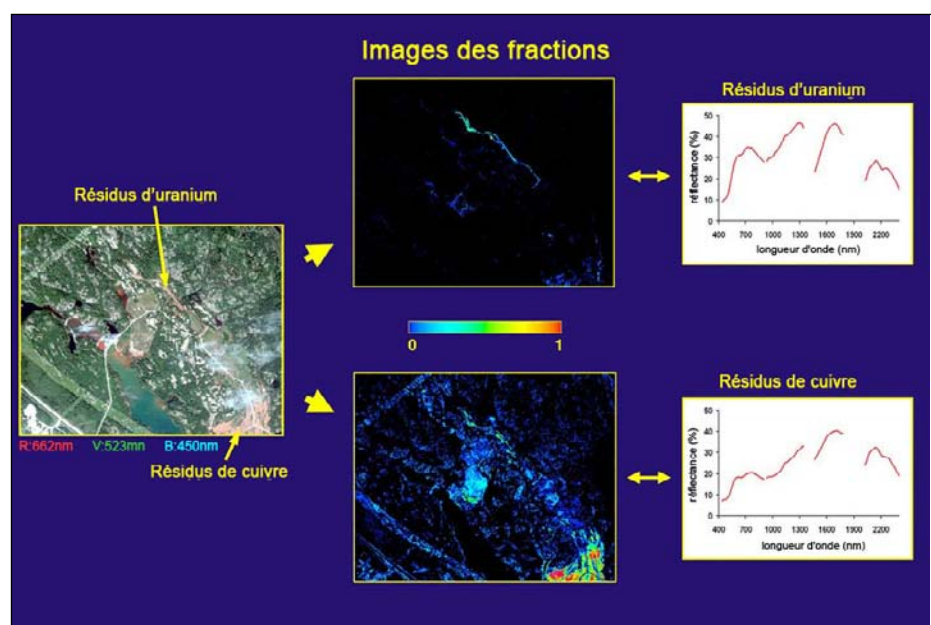 Images des fractions
Résidus d'uranium
50
40
30
20
10
0
réflectance (%)
400 700 1000 1300 1600 1900 2200
longueur d'onde (nm)
Résidus d'uranium
0 1
R:662nm V:523mn B:450nm
Résidus de cuivre
Résidus de cuivre
50
40
30
20
10
0
réflectance (%)
400 700 1000 1300 1600 1900 2200
longueur d'onde (nm)